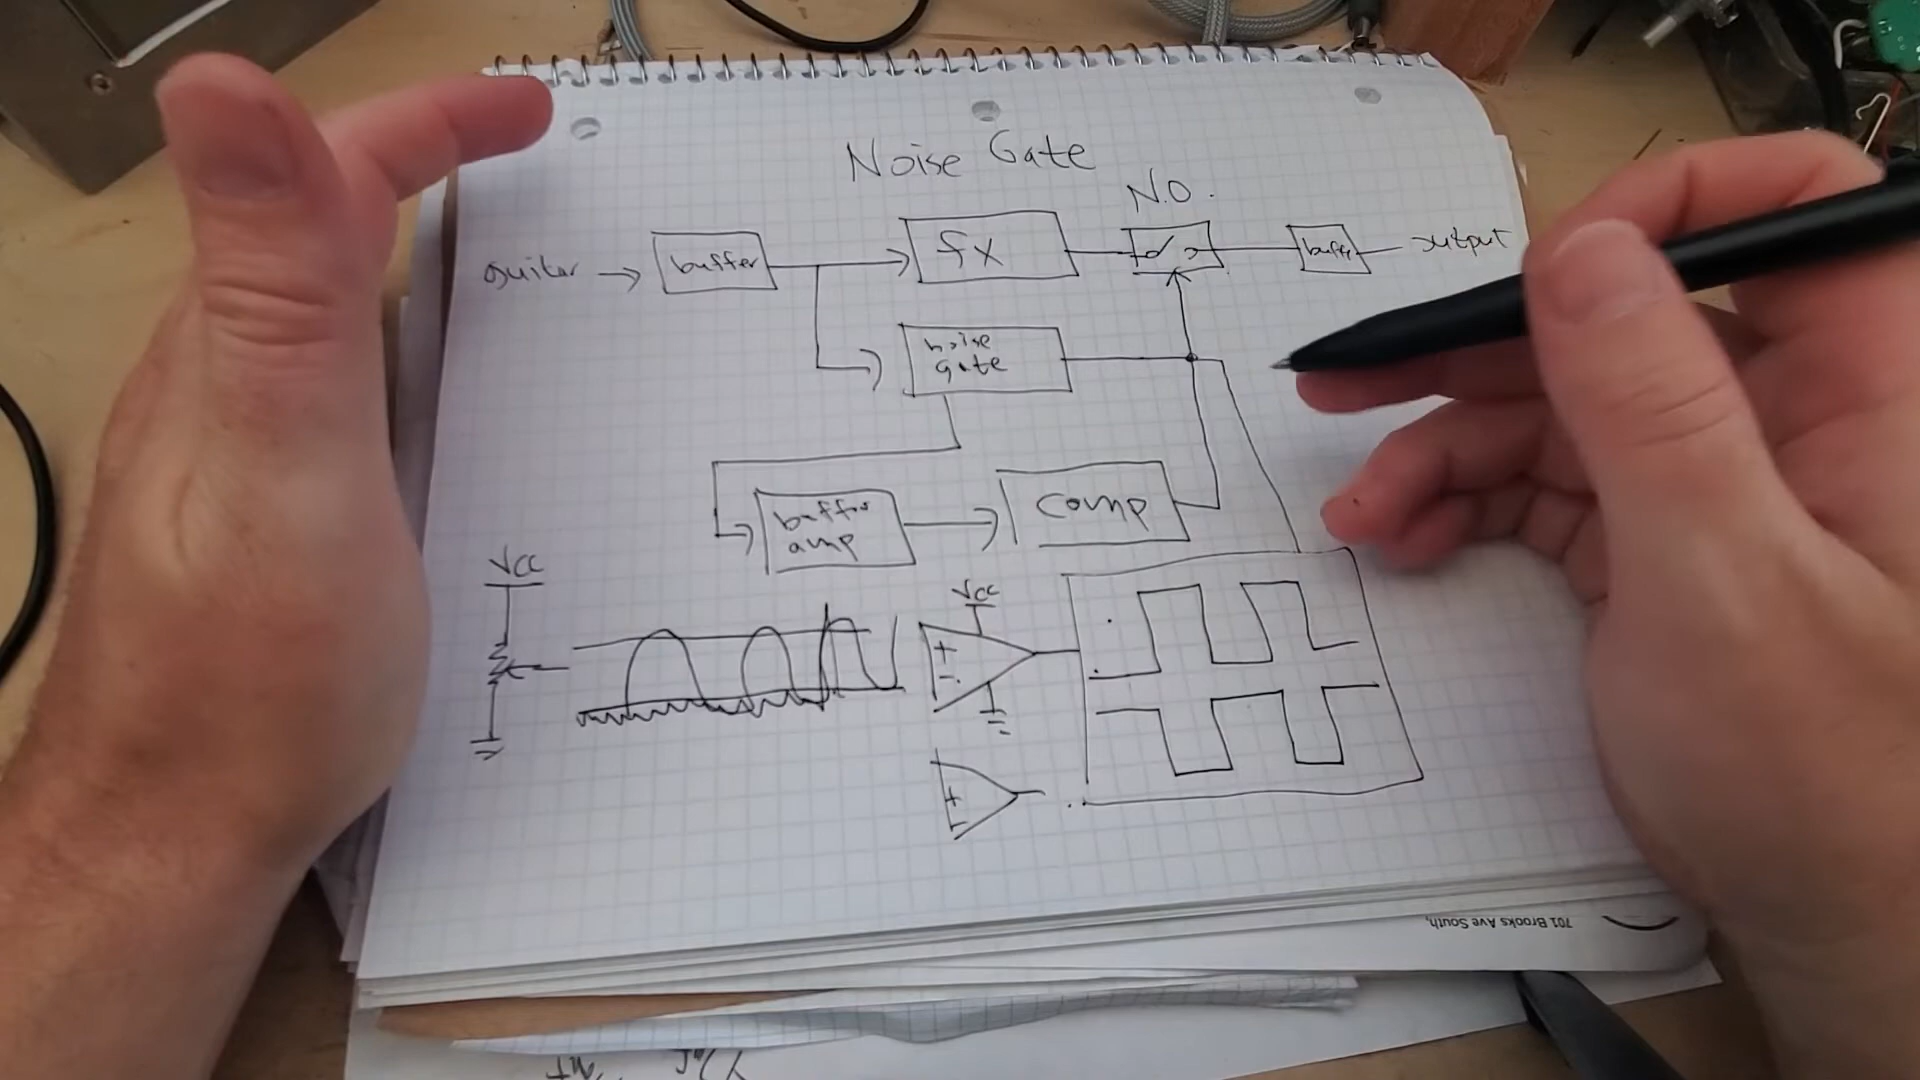 Noise Gate
N.O.
guitar → buffer fx buffer output
noise
gate
buffer
amp
comp
VCC
VCC
+
-
+
-
701 Brooks Ave South,